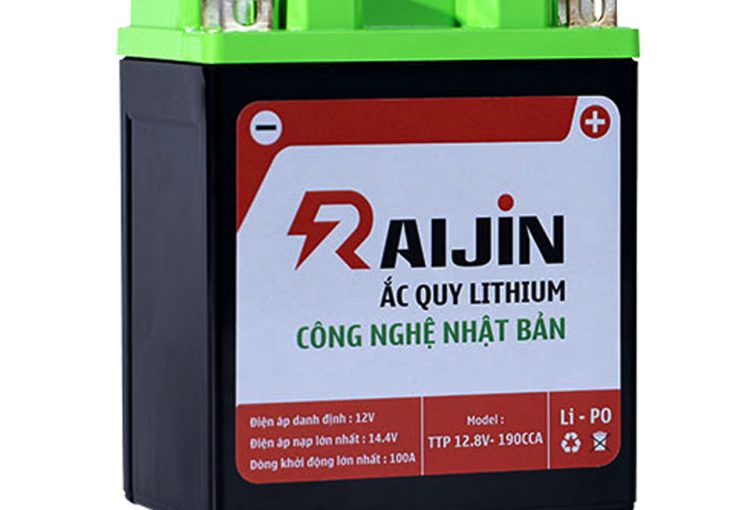 RAIJIN
ẮC QUY LITHIUM
CÔNG NGHỆ NHẬT BẢN
Điện áp danh định : 12V
Điện áp nạp lớn nhất : 14.4V
Dòng khởi động lớn nhất : 100A
Model :
TTP 12.8V- 190CCA
Li - PO